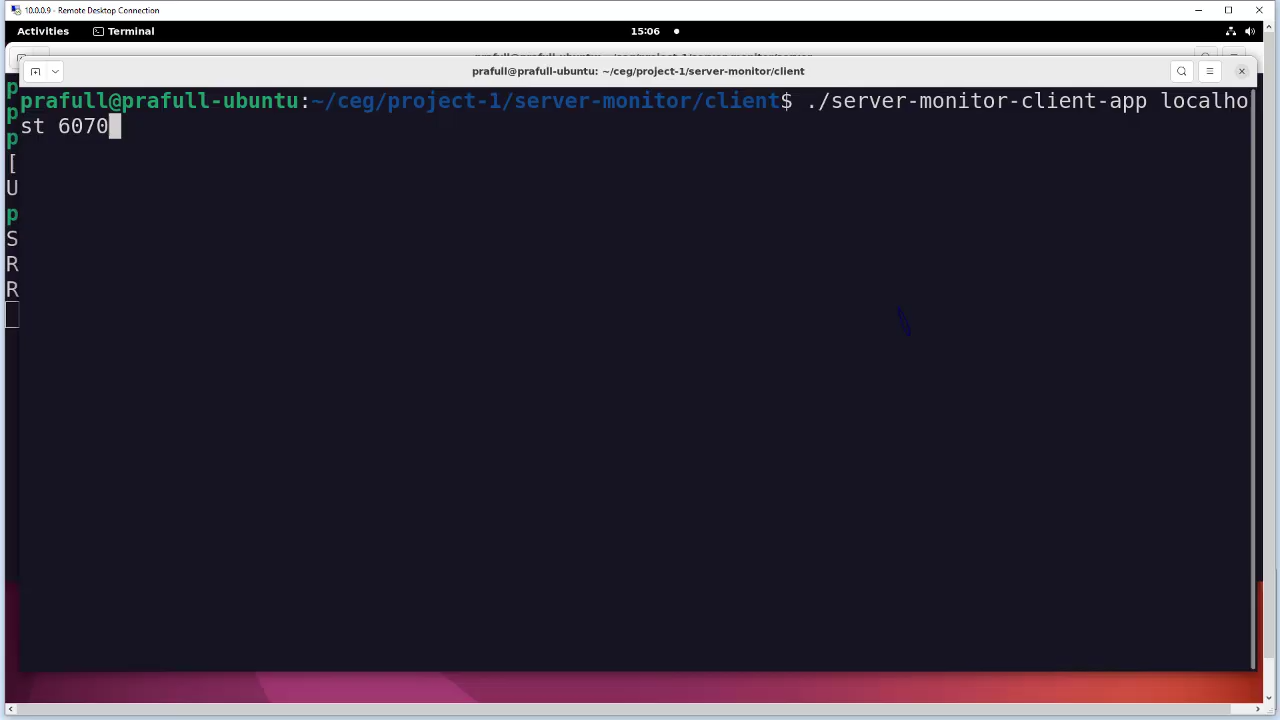 10.0.0.9 - Remote Desktop Connection
Activities
Terminal
15:06
prafull@prafull-ubuntu: ~/ceg/project-1/server-monitor/client
prafull@prafull-ubuntu:~/ceg/project-1/server-monitor/client$ ./server-monitor-client-app localho
st 6070
p
p
p
[
U
p
S
R
R